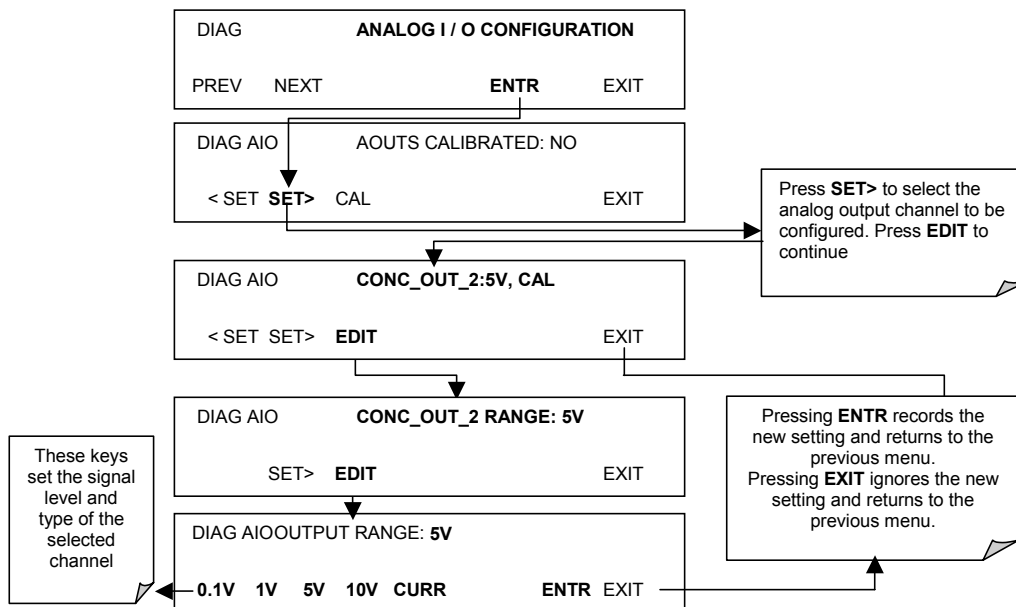 DIAG ANALOG I / O CONFIGURATION
PREV NEXT ENTR EXIT
DIAG AIO AOUTS CALIBRATED: NO
< SET SET> CAL EXIT
Press SET> to select the
analog output channel to be
configured. Press EDIT to
continue
DIAG AIO CONC_OUT_2:5V, CAL
< SET SET> EDIT EXIT
DIAG AIO CONC_OUT_2 RANGE: 5V
SET> EDIT EXIT
These keys
set the signal
level and
type of the
selected
channel
Pressing ENTR records the
new setting and returns to the
previous menu.
Pressing EXIT ignores the new
setting and returns to the
previous menu.
DIAG AIOOUTPUT RANGE: 5V
0.1V 1V 5V 10V CURR ENTR EXIT